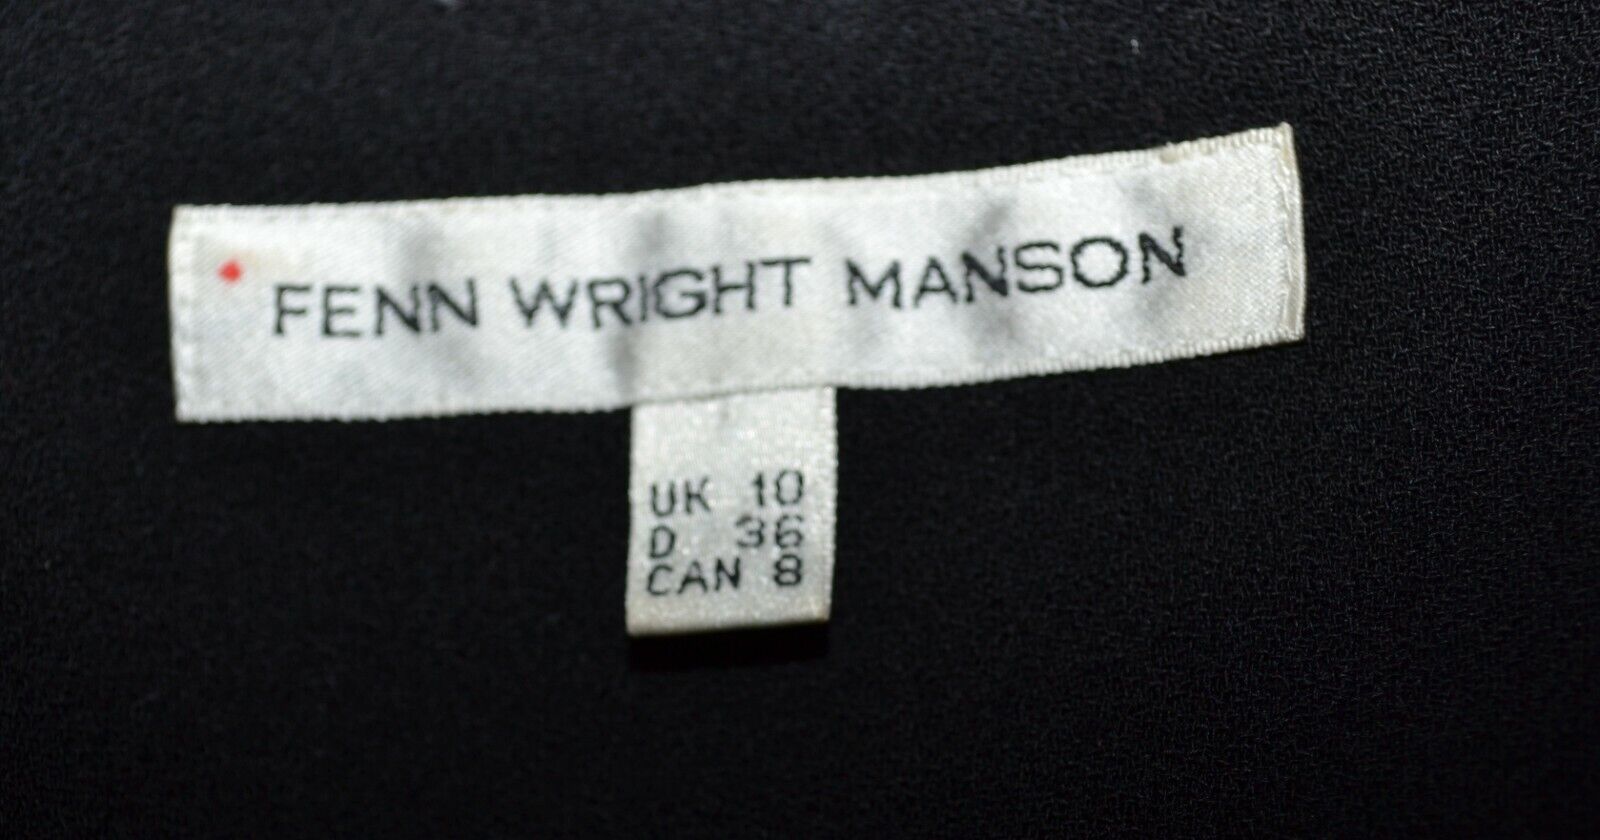 FENN WRIGHT MANSON
UK 10
D 36
CAN 8